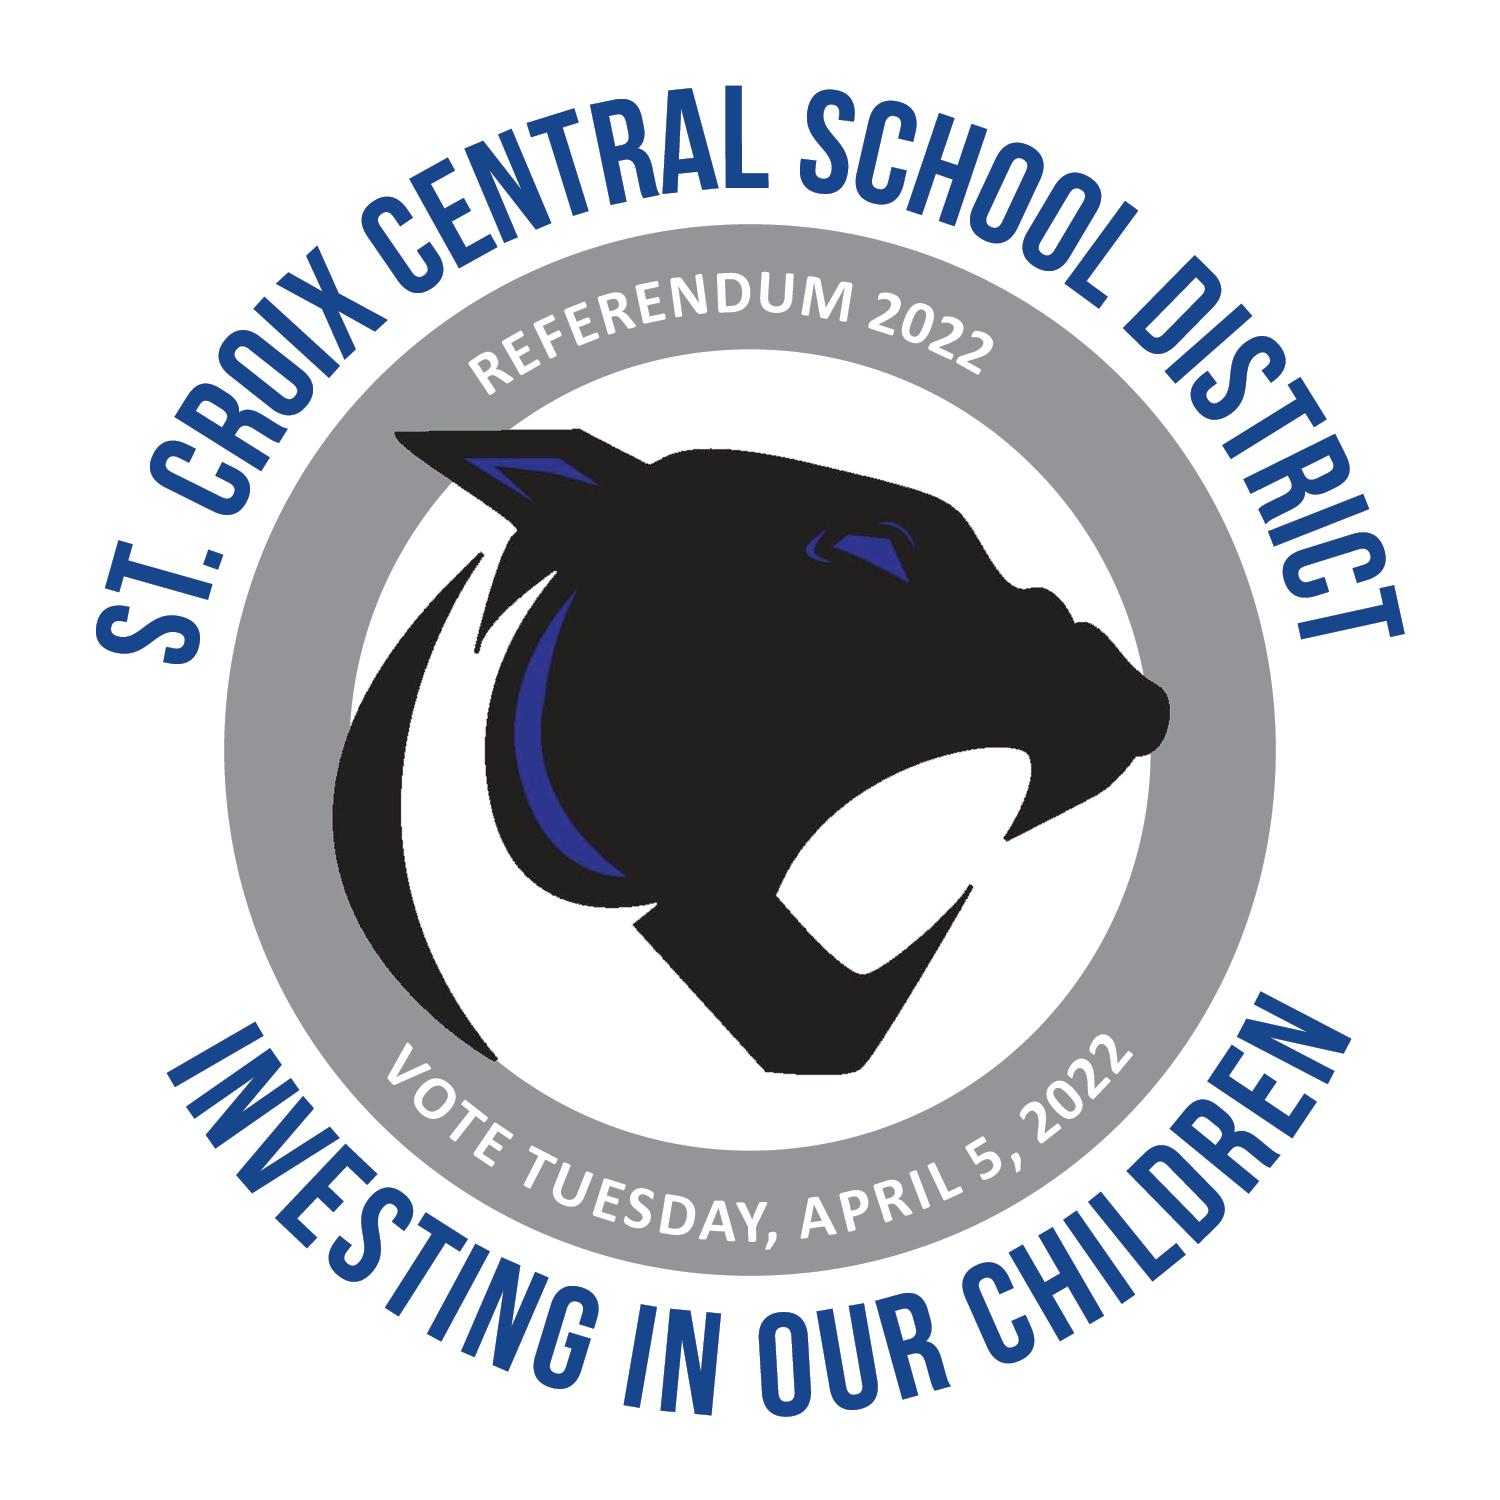 ST. CROIX CENTRAL SCHOOL DISTRICT
REFERENDUM 2022
VOTE TUESDAY, APRIL 5, 2022
INVESTING IN OUR CHILDREN